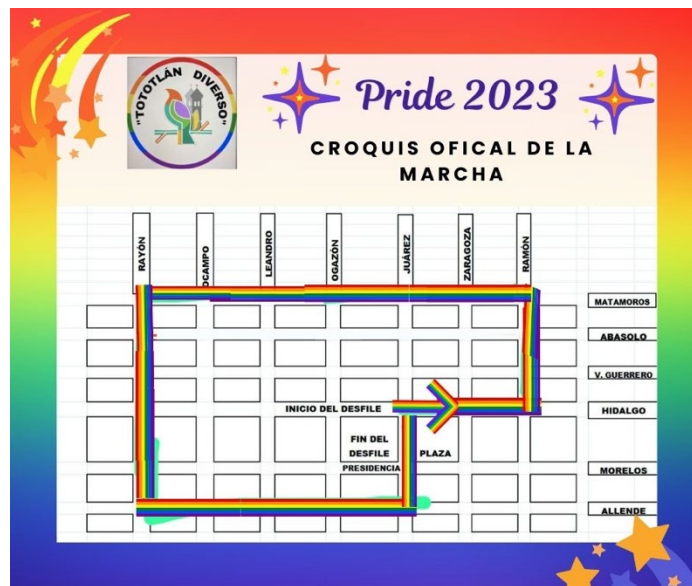 "TOTOTLÁN DIVERSO"
Pride 2023
CROQUIS OFICAL DE LA
MARCHA
RAYÓN
OCAMPO
LEANDRO
OGAZÓN
JUÁREZ
ZARAGOZA
RAMÓN
MATAMOROS
ABASOLO
V. GUERRERO
INICIO DEL DESFILE
HIDALGO
FIN DEL
DESFILE
PLAZA
PRESIDENCIA
MORELOS
ALLENDE